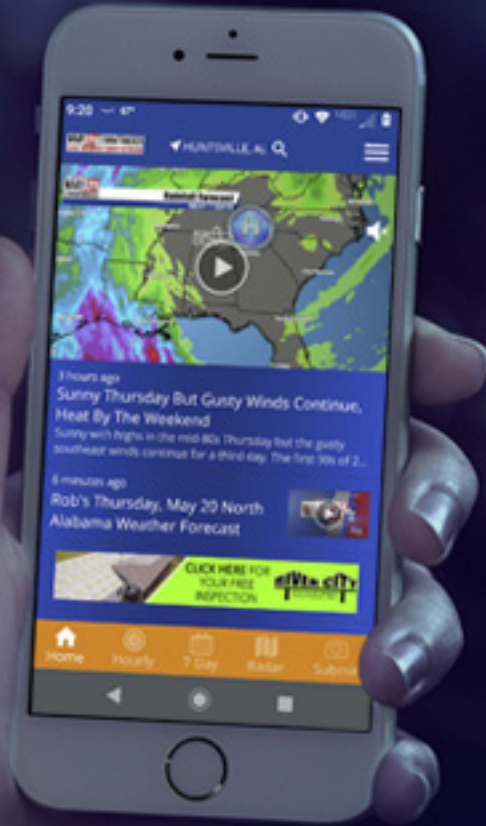 9:20
HUNTSVILLE, AL
Rainfall Forecast
3 hours ago
Sunny Thursday But Gusty Winds Continue,
Heat By The Weekend
Sunny with highs in the mid-80s Thursday but the gusty
southeast winds continue for a third day. The first 90s of 2...
6 minutes ago
Rob's Thursday, May 20 North
Alabama Weather Forecast
CLICK HERE FOR
YOUR FREE
INSPECTION
RIVER CITY
Home
Hourly
7 Day
Radar
Submit